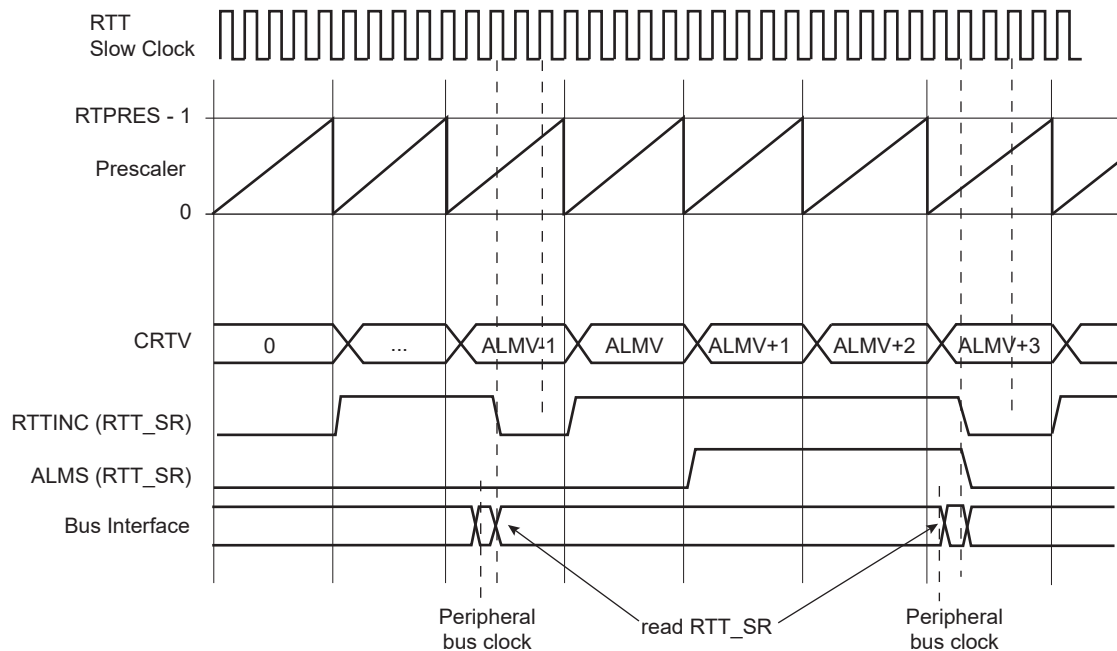 RTT
Slow Clock
RTPRES - 1
Prescaler
0
CRTV
0
...
ALMV-1
ALMV
ALMV+1
ALMV+2
ALMV+3
RTTINC (RTT_SR)
ALMS (RTT_SR)
Bus Interface
Peripheral
bus clock
read RTT_SR
Peripheral
bus clock